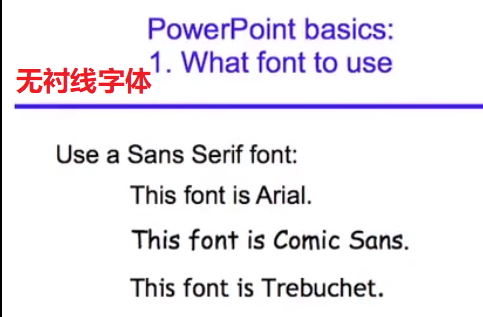 PowerPoint basics:
1. What font to use
无衬线字体
Use a Sans Serif font:
This font is Arial.
This font is Comic Sans.
This font is Trebuchet.